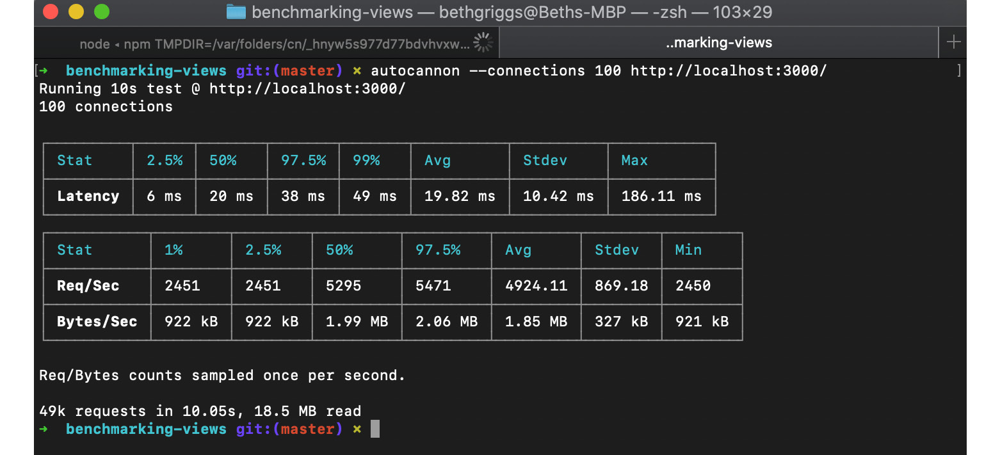 benchmarking-views — bethgriggs@Beths-MBP — -zsh — 103×29
node ◂ npm TMPDIR=/var/folders/cn/_hnyw5s977d77bdvhvxw... ..marking-views +
[➜ benchmarking-views git:(master) ✗ autocannon --connections 100 http://localhost:3000/ ]
Running 10s test @ http://localhost:3000/
100 connections
Stat 2.5% 50% 97.5% 99% Avg Stdev Max
Latency 6 ms 20 ms 38 ms 49 ms 19.82 ms 10.42 ms 186.11 ms
Stat 1% 2.5% 50% 97.5% Avg Stdev Min
Req/Sec 2451 2451 5295 5471 4924.11 869.18 2450
Bytes/Sec 922 kB 922 kB 1.99 MB 2.06 MB 1.85 MB 327 kB 921 kB
Req/Bytes counts sampled once per second.
49k requests in 10.05s, 18.5 MB read
➜ benchmarking-views git:(master) ✗